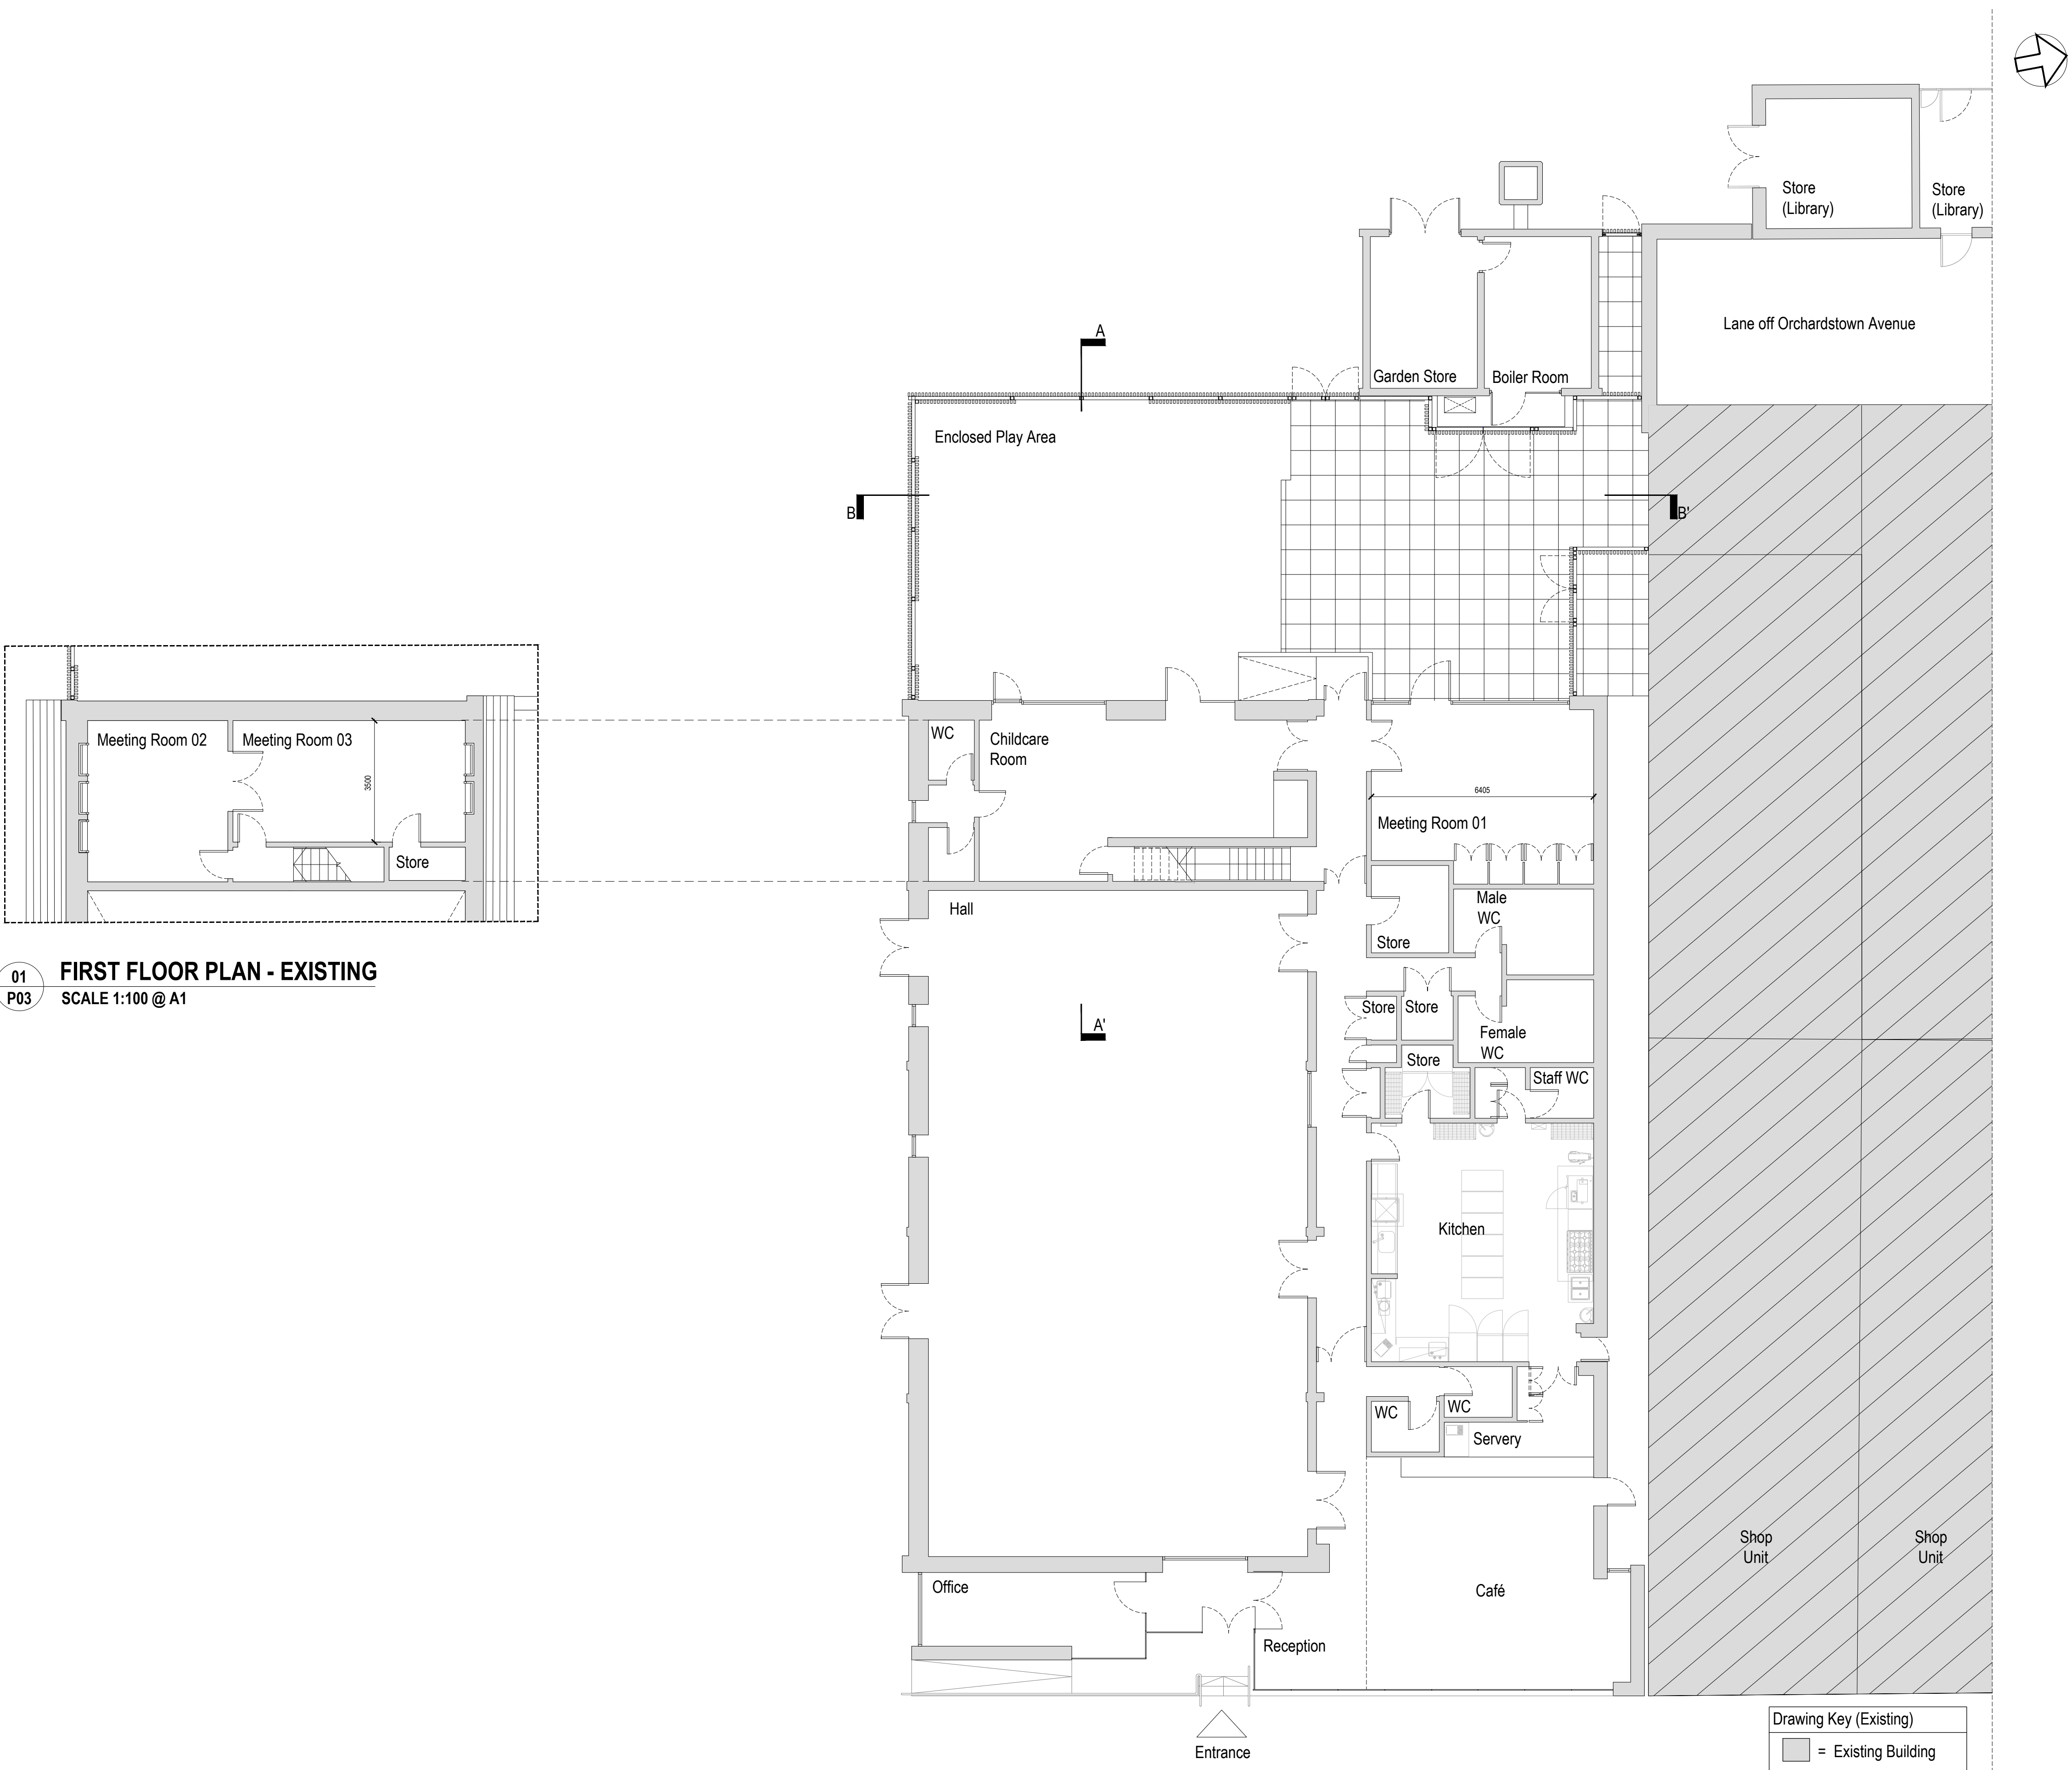 Store
(Library)
Store
(Library)
Lane off Orchardstown Avenue
A
Garden Store
Boiler Room
Enclosed Play Area
B
B'
WC
Childcare
Room
Meeting Room 02
Meeting Room 03
3500
Store
6405
Meeting Room 01
Hall
Male
WC
Store
01
P03
FIRST FLOOR PLAN - EXISTING
SCALE 1:100 @ A1
A'
Store
Store
Female
WC
Store
Staff WC
Kitchen
WC
WC
Servery
Shop
Unit
Shop
Unit
Office
Café
Reception
Entrance
Drawing Key (Existing)
= Existing Building